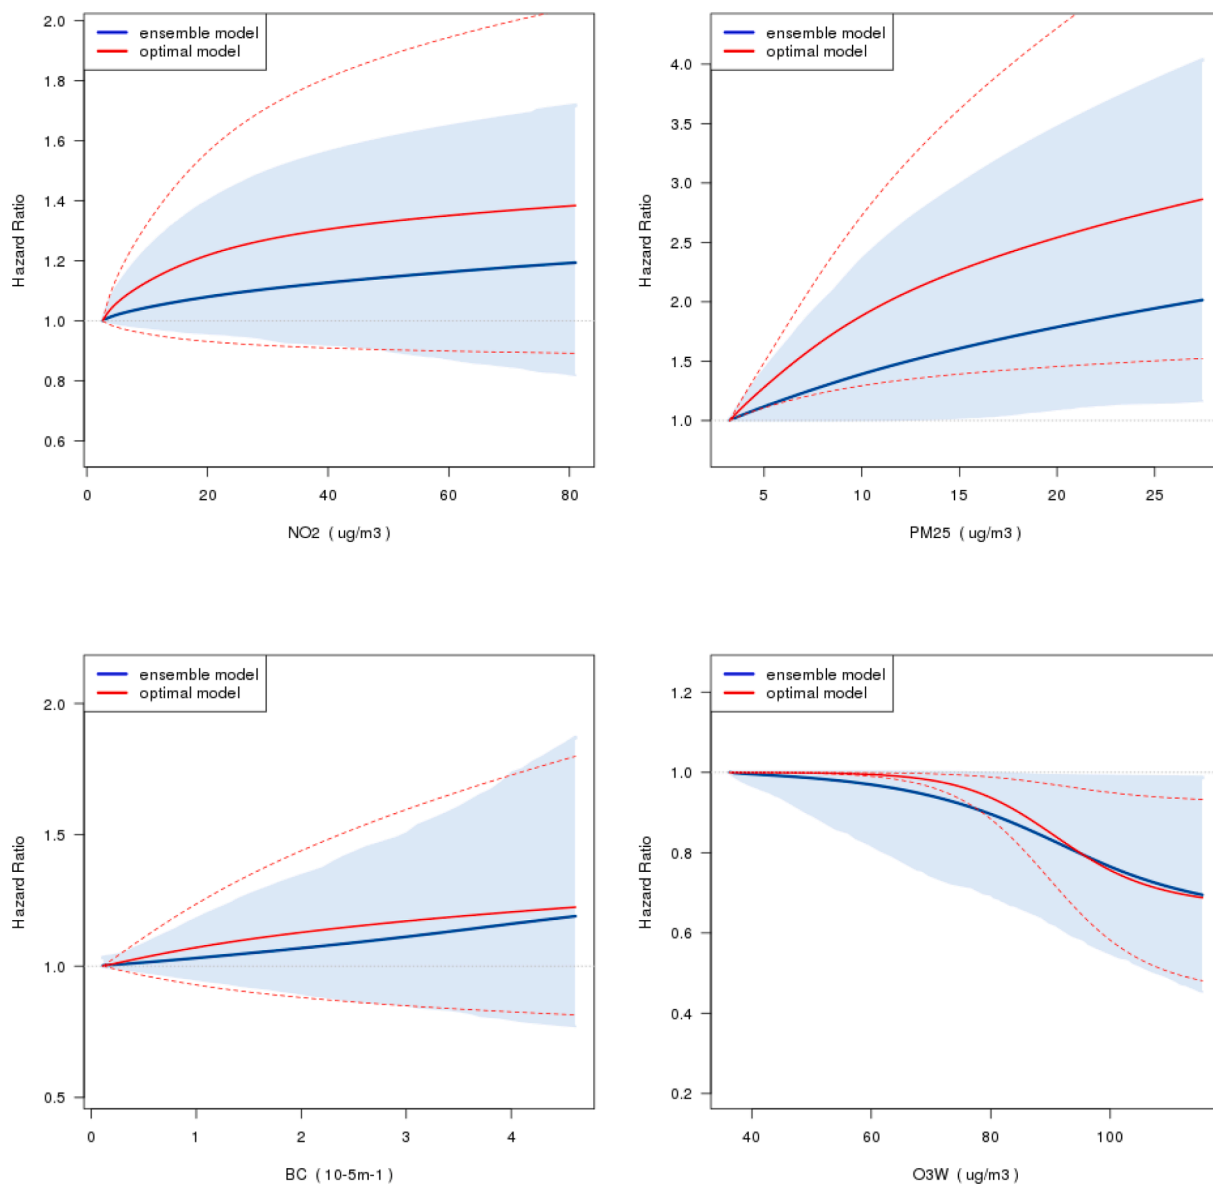 ensemble model
optimal model
2.0
1.8
1.6
1.4
1.2
1.0
0.8
0.6
Hazard Ratio
0 20 40 60 80
NO2 ( ug/m3 )
ensemble model
optimal model
4.0
3.5
3.0
2.5
2.0
1.5
1.0
Hazard Ratio
5 10 15 20 25
PM25 ( ug/m3 )
ensemble model
optimal model
2.0
1.5
1.0
0.5
Hazard Ratio
0 1 2 3 4
BC ( 10-5m-1 )
ensemble model
optimal model
1.2
1.0
0.8
0.6
0.4
0.2
Hazard Ratio
40 60 80 100
O3W ( ug/m3 )